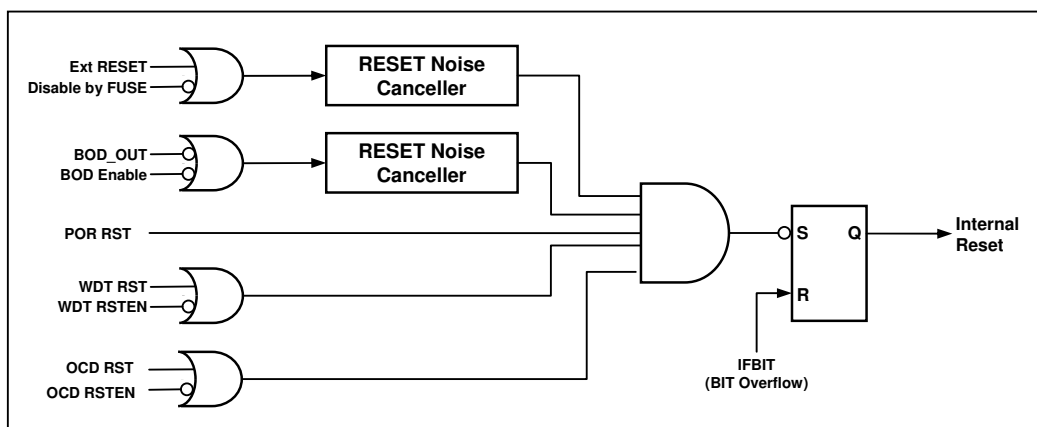 Ext RESET
Disable by FUSE
RESET Noise
Canceller
BOD_OUT
BOD Enable
RESET Noise
Canceller
POR RST
S
Q
Internal
Reset
WDT RST
WDT RSTEN
R
OCD RST
OCD RSTEN
IFBIT
(BIT Overflow)